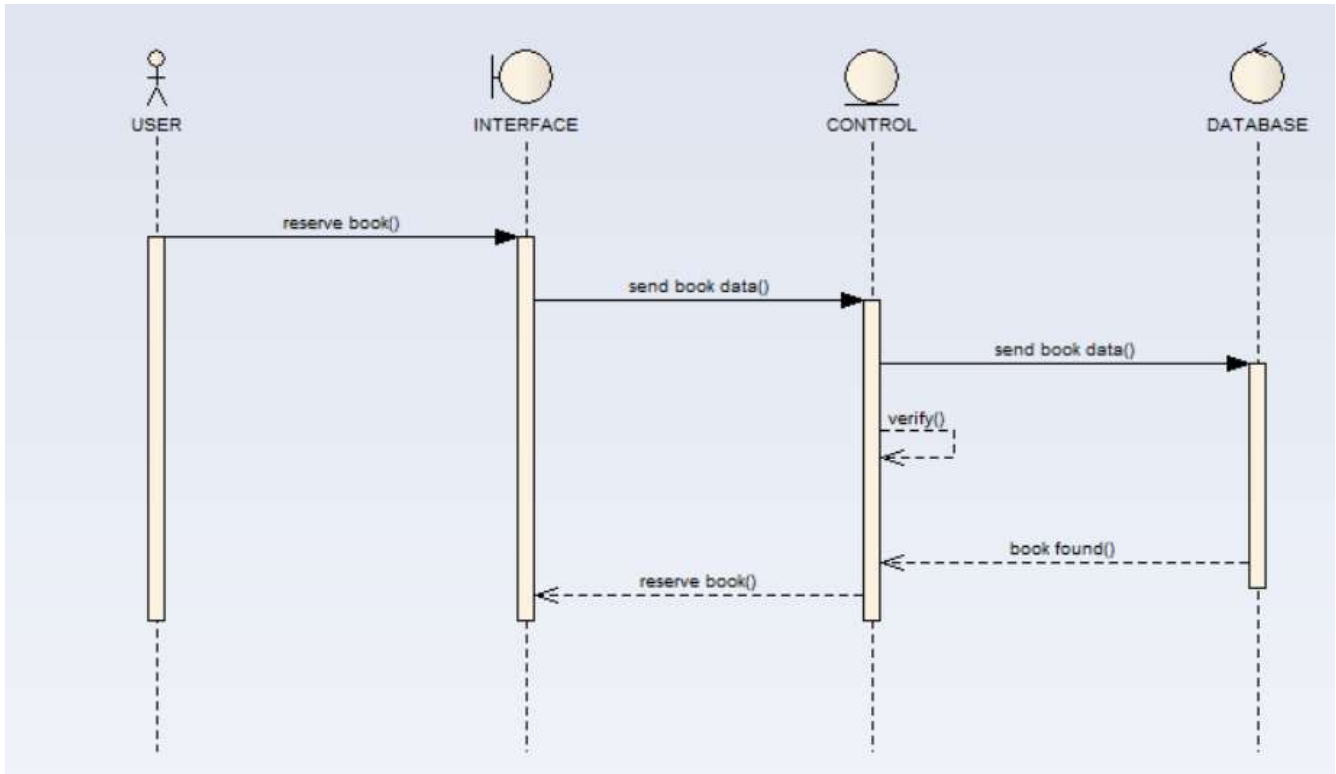 USER
INTERFACE
CONTROL
DATABASE
reserve book()
send book data()
send book data()
verify()
book found()
reserve book()